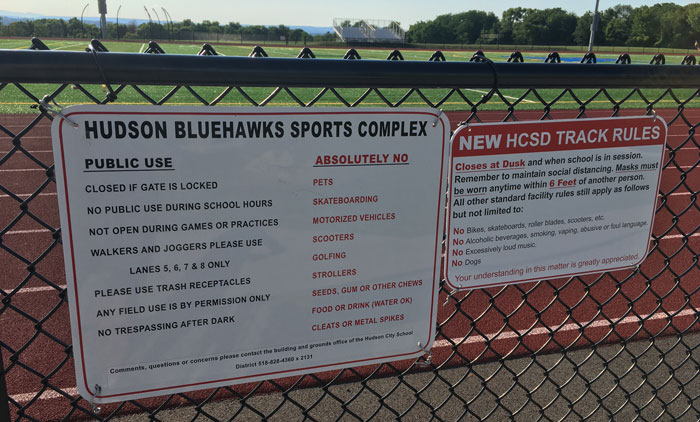 HUDSON BLUEHAWKS SPORTS COMPLEX
PUBLIC USE
CLOSED IF GATE IS LOCKED
NO PUBLIC USE DURING SCHOOL HOURS
NOT OPEN DURING GAMES OR PRACTICES
WALKERS AND JOGGERS PLEASE USE
LANES 5, 6, 7 & 8 ONLY
PLEASE USE TRASH RECEPTACLES
ANY FIELD USE IS BY PERMISSION ONLY
NO TRESPASSING AFTER DARK
ABSOLUTELY NO
PETS
SKATEBOARDING
MOTORIZED VEHICLES
SCOOTERS
GOLFING
STROLLERS
SEEDS, GUM OR OTHER CHEWS
FOOD OR DRINK (WATER OK)
CLEATS OR METAL SPIKES
Comments, questions or concerns please contact the building and grounds office of the Hudson City School
District 518-828-4360 x 2131
NEW HCSD TRACK RULES
Closes at Dusk and when school is in session.
Remember to maintain social distancing. Masks must
be worn anytime within 6 Feet of another person.
All other standard facility rules still apply as follows
but not limited to:
No Bikes, skateboards, roller blades, scooters, etc.
No Alcoholic beverages, smoking, vaping, abusive or foul language.
No Excessively loud music.
No Dogs
Your understanding in this matter is greatly appreciated.